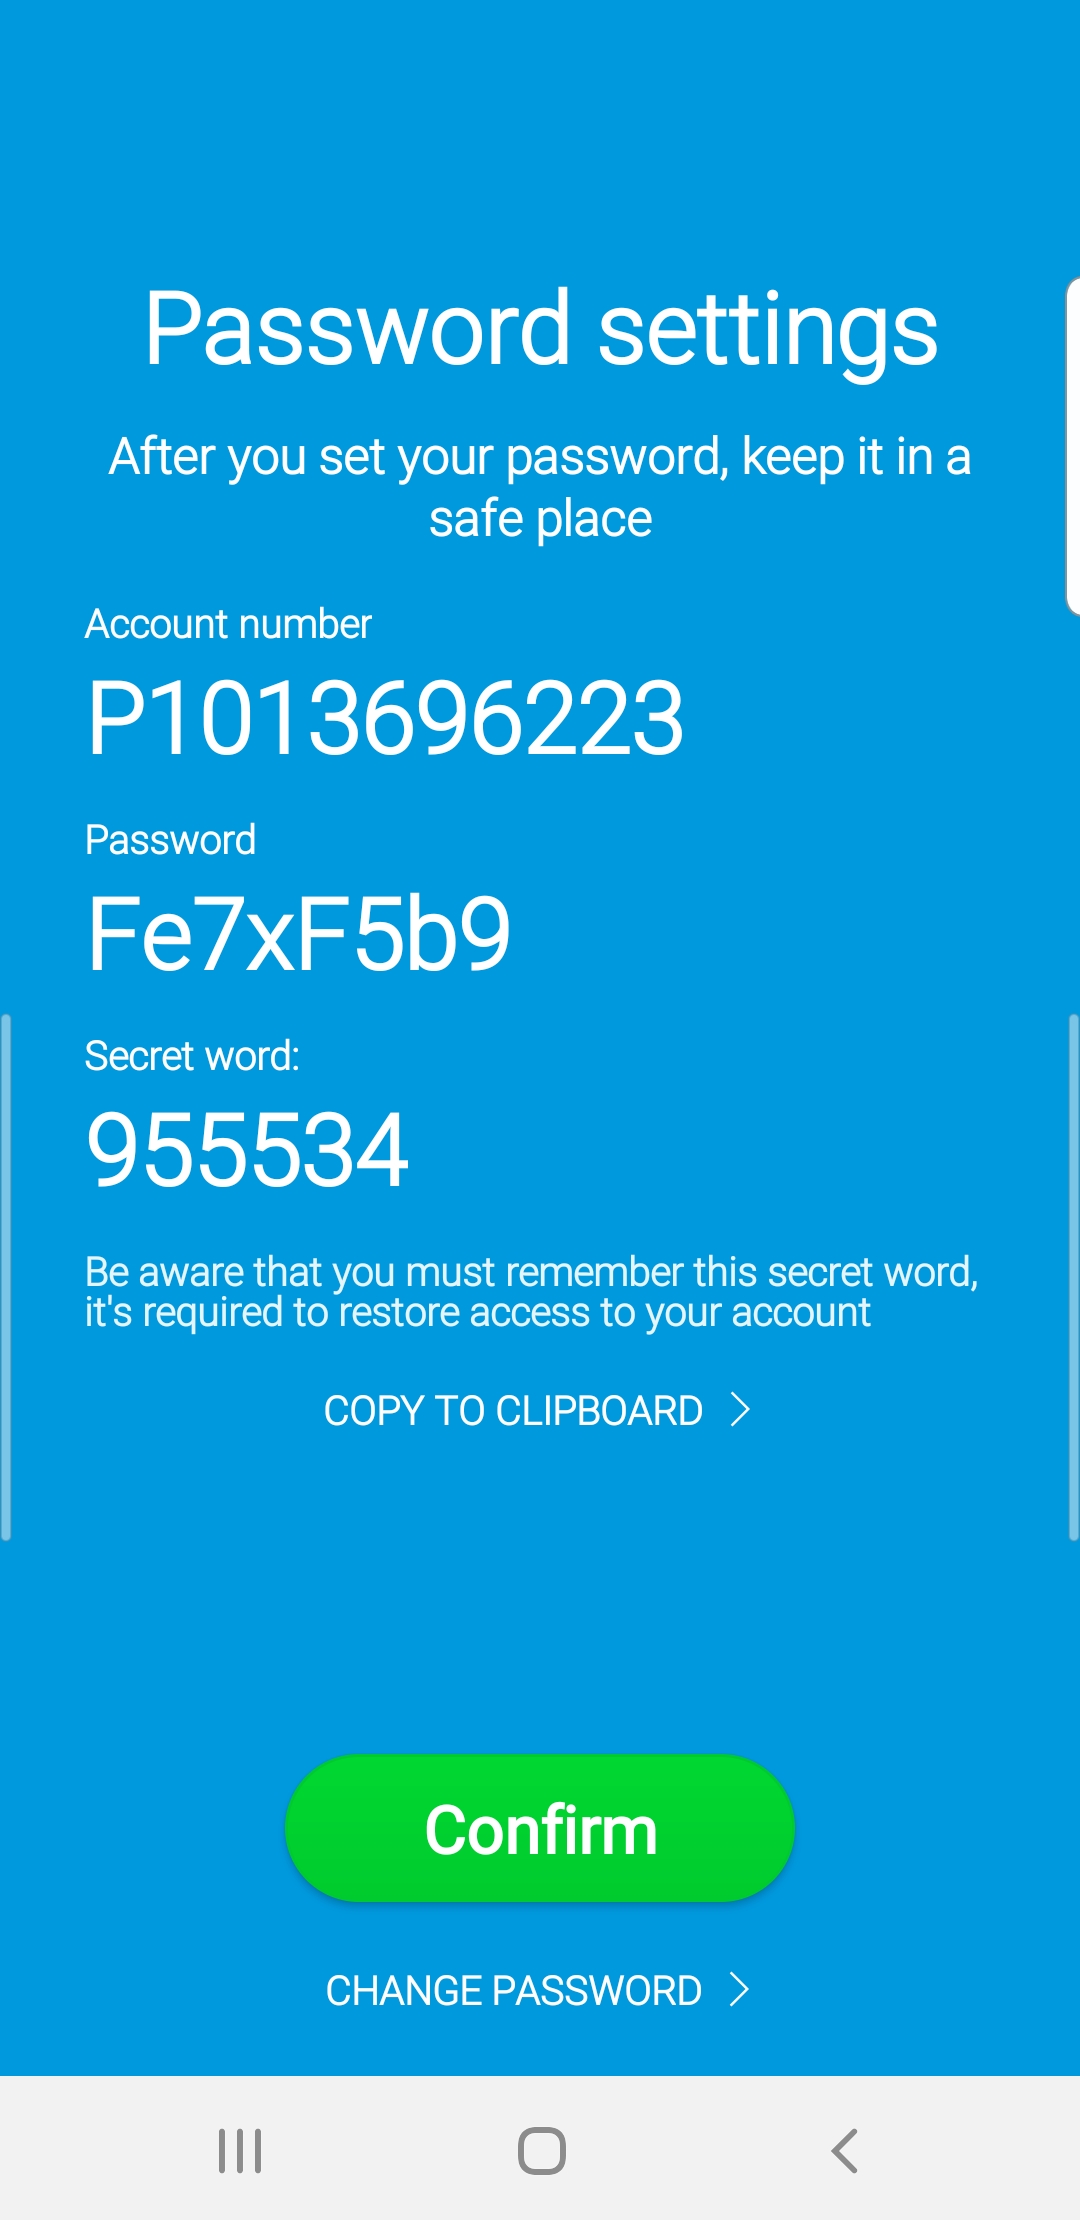 Password settings
After you set your password, keep it in a
safe place
Account number
P1013696223
Password
Fe7xF5b9
Secret word:
955534
Be aware that you must remember this secret word,
it's required to restore access to your account
COPY TO CLIPBOARD
Confirm
CHANGE PASSWORD